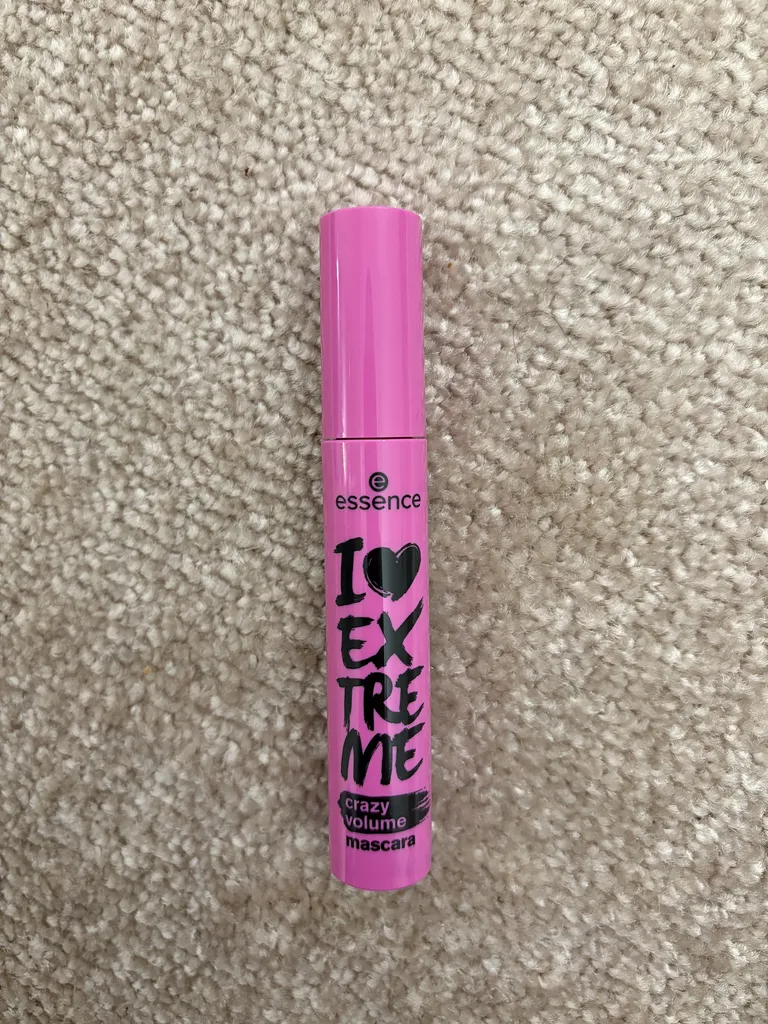 e
essence
I ♥
EX
TRE
ME
crazy
volume
mascara